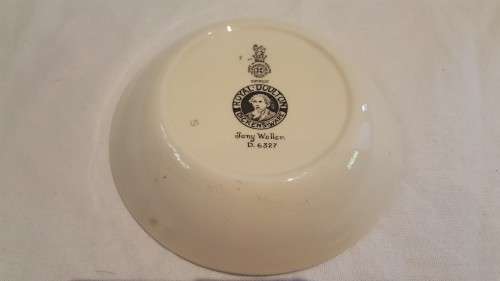 ROYAL·DOULTON
DICKENS·WARE
Tony Weller.
D. 6327